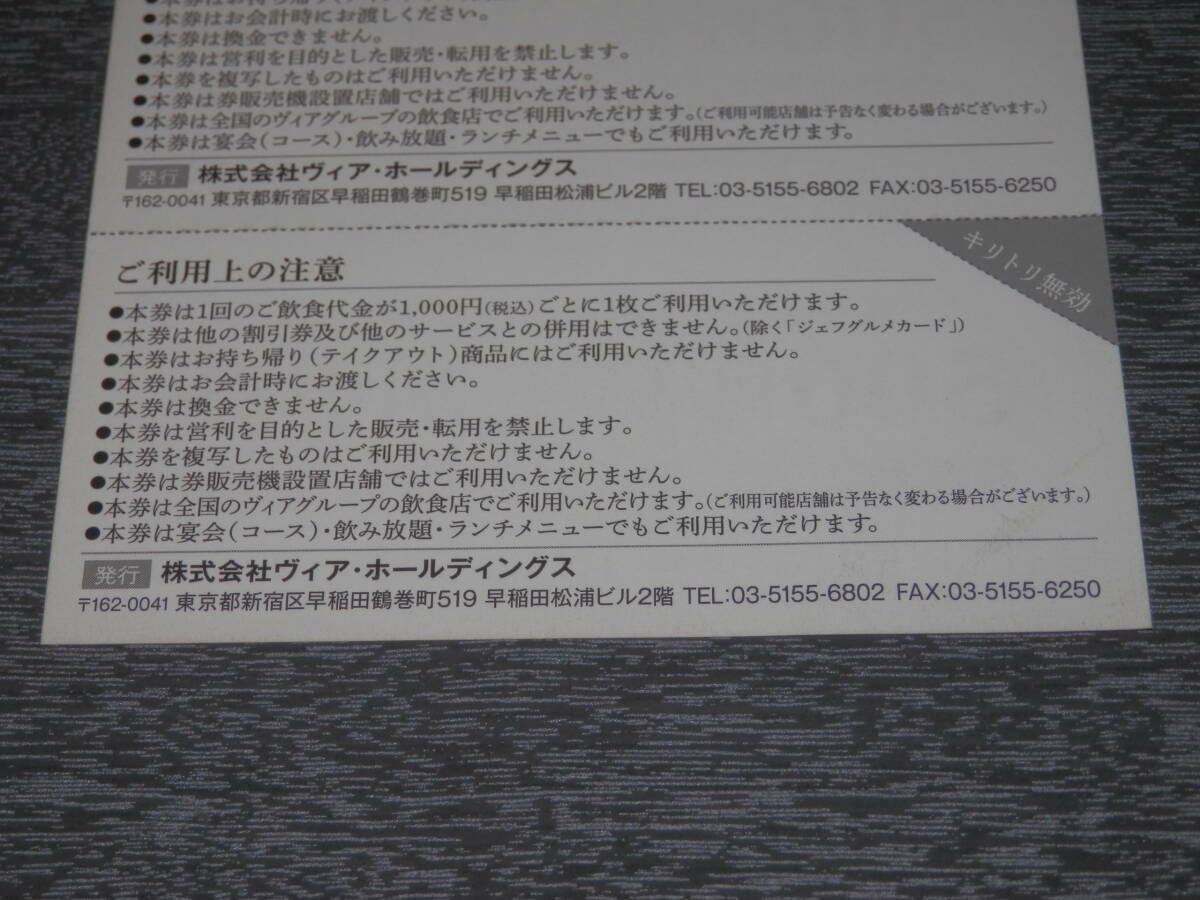 ●本券はお会計時にお渡しください。
●本券は換金できません。
●本券は営利を目的とした販売・転用を禁止します。
●本券を複写したものはご利用いただけません。
●本券は券販売機設置店舗ではご利用いただけません。
●本券は全国のヴィアグループの飲食店でご利用いただけます。(ご利用可能店舗は予告なく変わる場合がございます。)
●本券は宴会(コース)・飲み放題・ランチメニューでもご利用いただけます。
発行 株式会社ヴィア・ホールディングス
〒162-0041 東京都新宿区早稲田鶴巻町519 早稲田松浦ビル2階 TEL:03-5155-6802 FAX:03-5155-6250
キリトリ無効
ご利用上の注意
●本券は1回のご飲食代金が1,000円(税込)ごとに1枚ご利用いただけます。
●本券は他の割引券及び他のサービスとの併用はできません。(除く「ジェフグルメカード」)
●本券はお持ち帰り(テイクアウト)商品にはご利用いただけません。
●本券はお会計時にお渡しください。
●本券は換金できません。
●本券は営利を目的とした販売・転用を禁止します。
●本券を複写したものはご利用いただけません。
●本券は券販売機設置店舗ではご利用いただけません。
●本券は全国のヴィアグループの飲食店でご利用いただけます。(ご利用可能店舗は予告なく変わる場合がございます。)
●本券は宴会(コース)・飲み放題・ランチメニューでもご利用いただけます。
発行 株式会社ヴィア・ホールディングス
〒162-0041 東京都新宿区早稲田鶴巻町519 早稲田松浦ビル2階 TEL:03-5155-6802 FAX:03-5155-6250